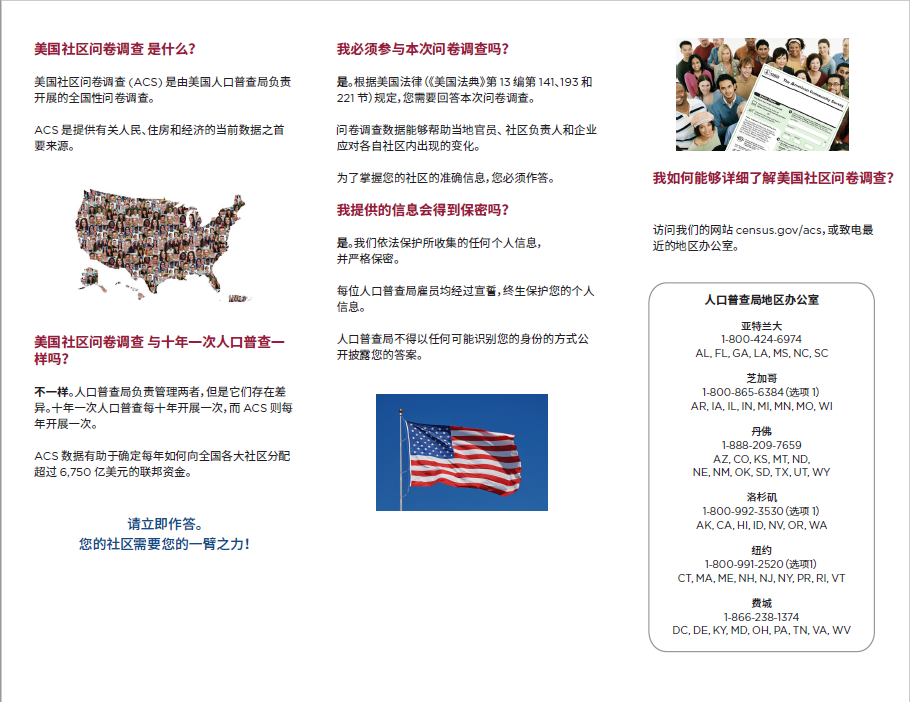 美国社区问卷调查 是什么？
美国社区问卷调查 (ACS) 是由美国人口普查局负责
开展的全国性问卷调查。
ACS 是提供有关人民、住房和经济的当前数据之首
要来源。
美国社区问卷调查 与十年一次人口普查一
样吗？
不一样。人口普查局负责管理两者，但是它们存在差
异。十年一次人口普查每十年开展一次，而 ACS 则每
年开展一次。
ACS 数据有助于确定每年如何向全国各大社区分配
超过 6,750 亿美元的联邦资金。
请立即作答。
您的社区需要您的一臂之力！
我必须参与本次问卷调查吗？
是。根据美国法律（《美国法典》第 13 编第 141、193 和
221 节）规定，您需要回答本次问卷调查。
问卷调查数据能够帮助当地官员、社区负责人和企业
应对各自社区内出现的变化。
为了掌握您的社区的准确信息，您必须作答。
我提供的信息会得到保密吗？
是。我们依法保护所收集的任何个人信息，
并严格保密。
每位人口普查局雇员均经过宣誓，终生保护您的个人
信息。
人口普查局不得以任何可能识别您的身份的方式公
开披露您的答案。
The American Community Survey
我如何能够详细了解美国社区问卷调查？
访问我们的网站 census.gov/acs，或致电最
近的地区办公室。
人口普查局地区办公室
亚特兰大
1-800-424-6974
AL, FL, GA, LA, MS, NC, SC
芝加哥
1-800-865-6384（选项 1）
AR, IA, IL, IN, MI, MN, MO, WI
丹佛
1-888-209-7659
AZ, CO, KS, MT, ND,
NE, NM, OK, SD, TX, UT, WY
洛杉矶
1-800-992-3530（选项 1）
AK, CA, HI, ID, NV, OR, WA
纽约
1-800-991-2520（选项1）
CT, MA, ME, NH, NJ, NY, PR, RI, VT
费城
1-866-238-1374
DC, DE, KY, MD, OH, PA, TN, VA, WV